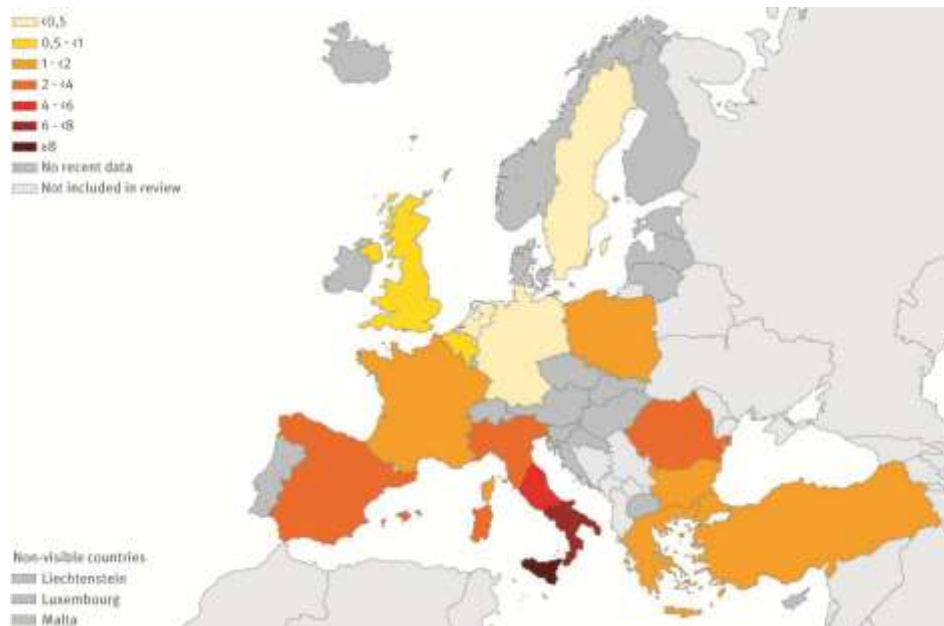 <0,5
0,5 - <1
1 - <2
2 - <4
4 - <6
6 - <8
≥8
No recent data
Not included in review
Non-visible countries
Liechtenstein
Luxembourg
Malta